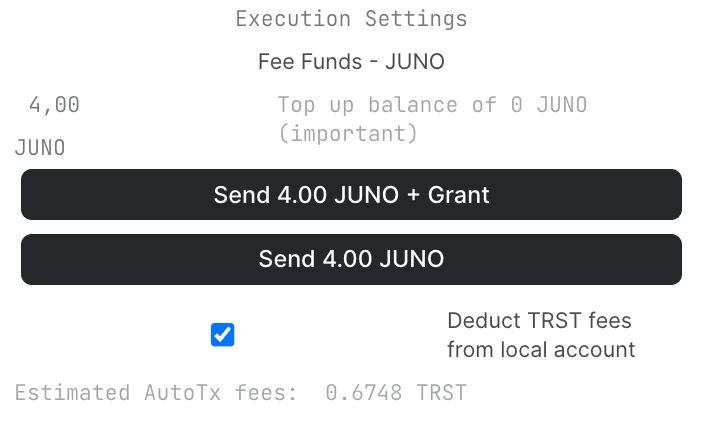 Execution Settings
Fee Funds - JUNO
4,00
Top up balance of 0 JUNO
(important)
JUNO
Send 4.00 JUNO + Grant
Send 4.00 JUNO
Deduct TRST fees
from local account
Estimated AutoTx fees: 0.6748 TRST